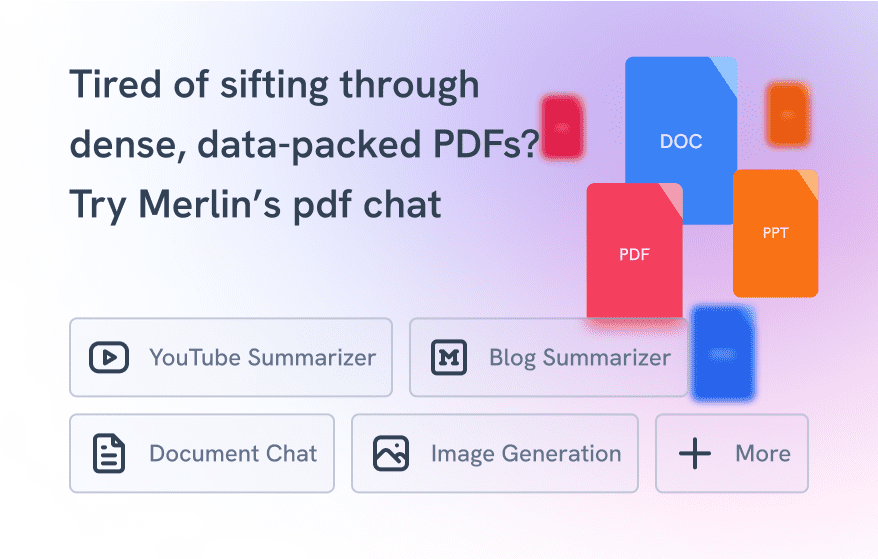 Tired of sifting through
dense, data-packed PDFs?
Try Merlin’s pdf chat
DOC
PDF
PPT
YouTube Summarizer
Blog Summarizer
Document Chat
Image Generation
More